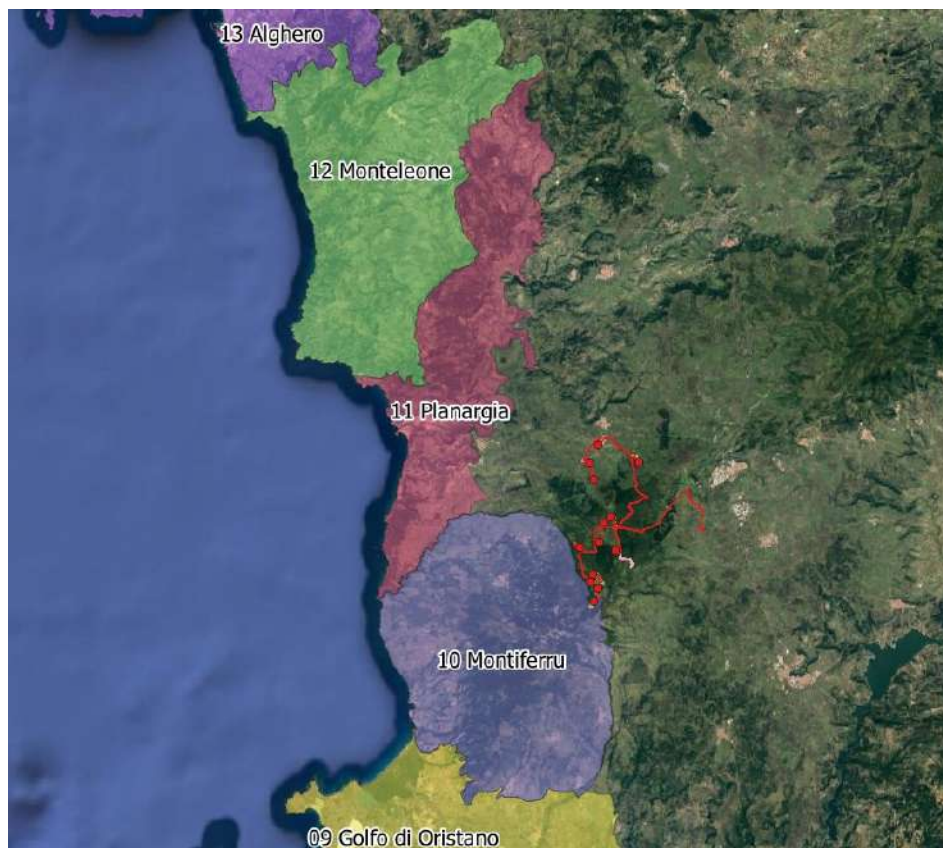 13 Alghero
12 Monteleone
11 Planargia
10 Montiferru
09 Golfo di Oristano